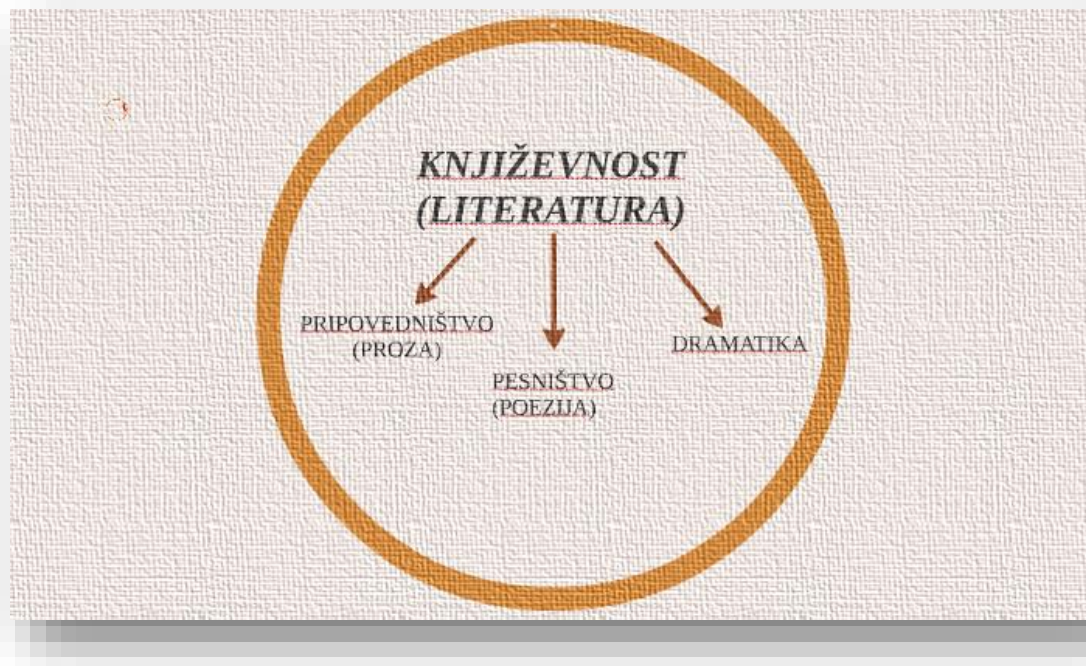 KNJIŽEVNOST
(LITERATURA)
PRIPOVEDNIŠTVO
(PROZA)
PESNIŠTVO
(POEZIJA)
DRAMATIKA